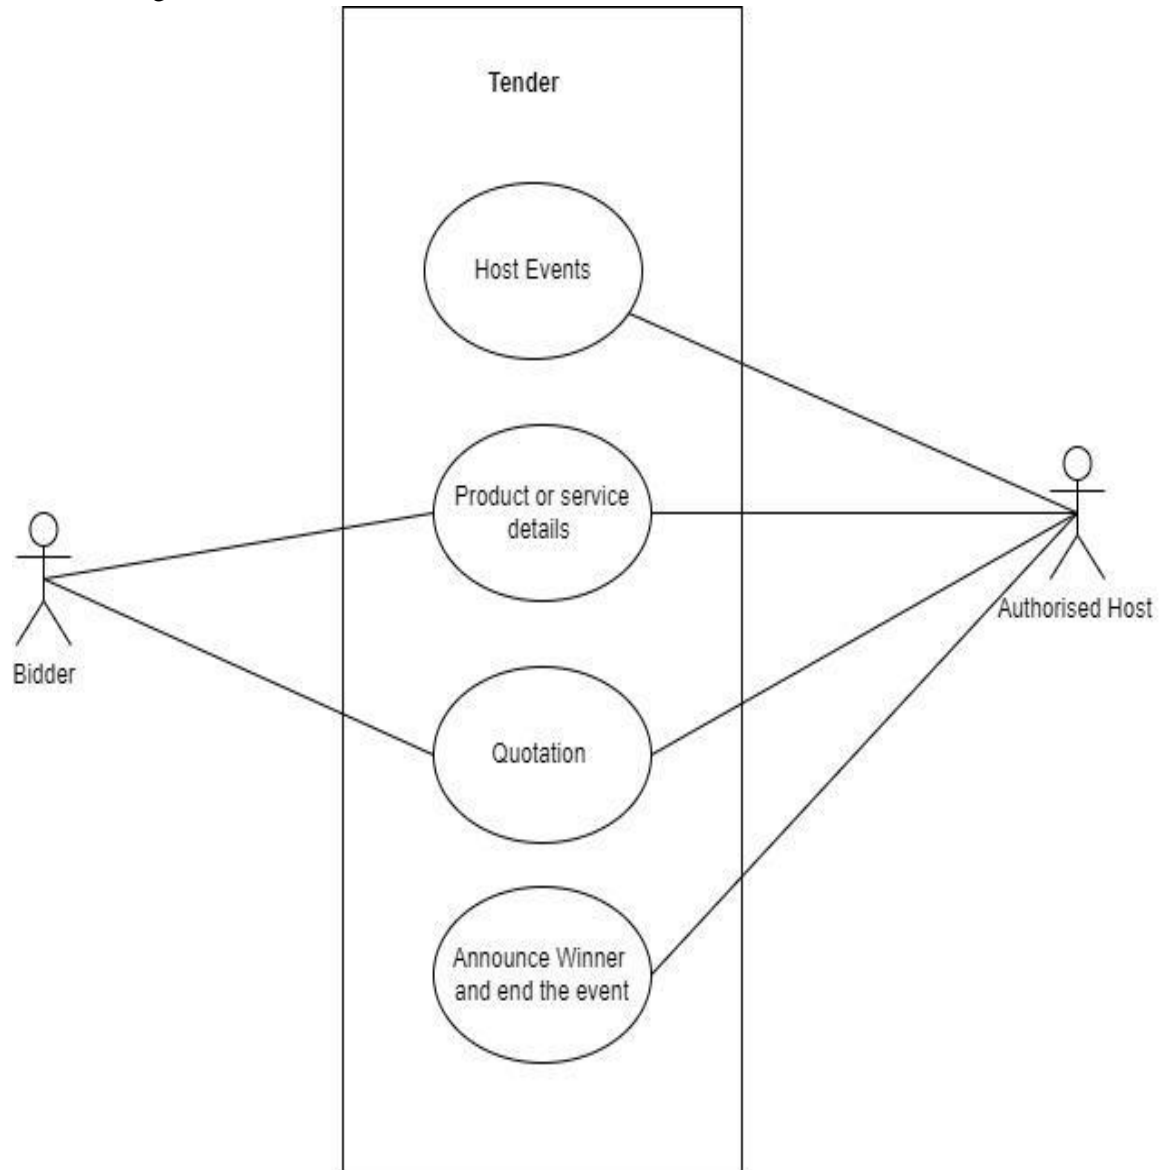 Tender
Host Events
Product or service
details
Authorised Host
Bidder
Quotation
Announce Winner
and end the event